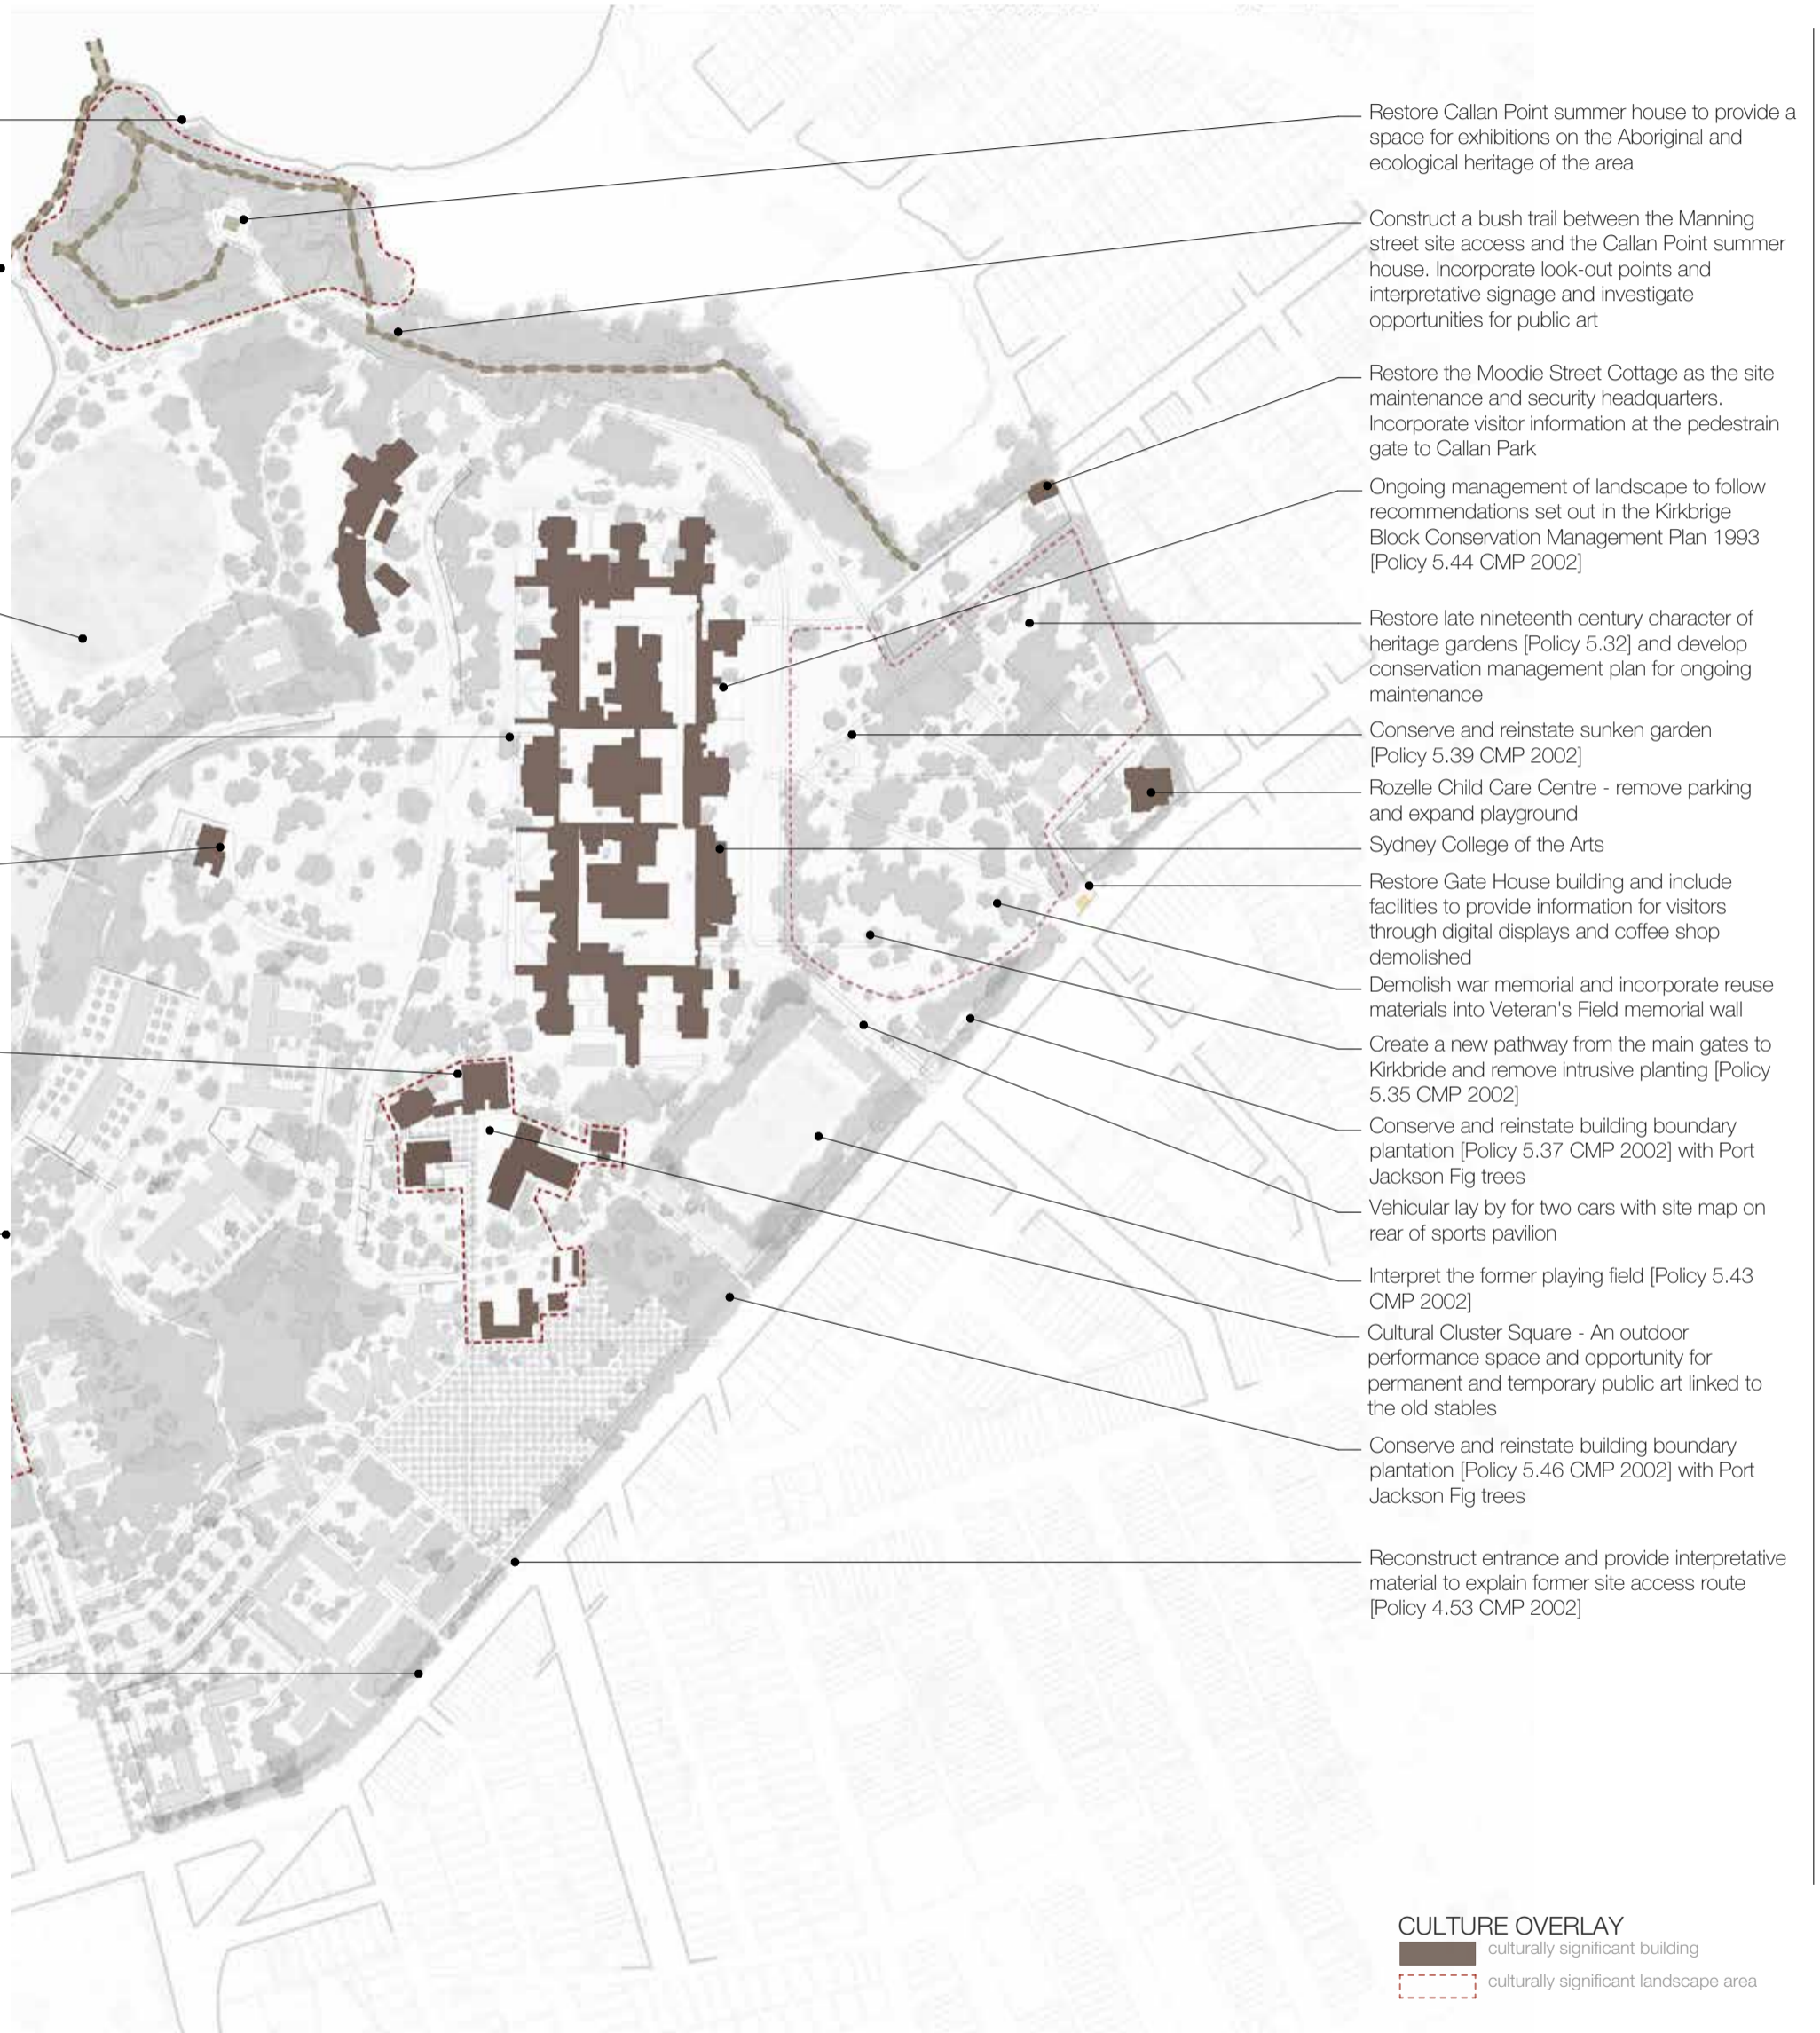 Restore Callan Point summer house to provide a
space for exhibitions on the Aboriginal and
ecological heritage of the area
Construct a bush trail between the Manning
street site access and the Callan Point summer
house. Incorporate look-out points and
interpretative signage and investigate
opportunities for public art
Restore the Moodie Street Cottage as the site
maintenance and security headquarters.
Incorporate visitor information at the pedestrain
gate to Callan Park
Ongoing management of landscape to follow
recommendations set out in the Kirkbrige
Block Conservation Management Plan 1993
[Policy 5.44 CMP 2002]
Restore late nineteenth century character of
heritage gardens [Policy 5.32] and develop
conservation management plan for ongoing
maintenance
Conserve and reinstate sunken garden
[Policy 5.39 CMP 2002]
Rozelle Child Care Centre - remove parking
and expand playground
Sydney College of the Arts
Restore Gate House building and include
facilities to provide information for visitors
through digital displays and coffee shop
demolished
Demolish war memorial and incorporate reuse
materials into Veteran's Field memorial wall
Create a new pathway from the main gates to
Kirkbride and remove intrusive planting [Policy
5.35 CMP 2002]
Conserve and reinstate building boundary
plantation [Policy 5.37 CMP 2002] with Port
Jackson Fig trees
Vehicular lay by for two cars with site map on
rear of sports pavilion
Interpret the former playing field [Policy 5.43
CMP 2002]
Cultural Cluster Square - An outdoor
performance space and opportunity for
permanent and temporary public art linked to
the old stables
Conserve and reinstate building boundary
plantation [Policy 5.46 CMP 2002] with Port
Jackson Fig trees
Reconstruct entrance and provide interpretative
material to explain former site access route
[Policy 4.53 CMP 2002]
CULTURE OVERLAY
culturally significant building
culturally significant landscape area